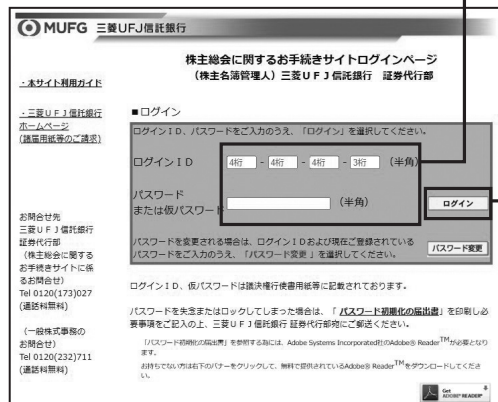 MUFG 三菱UFJ信託銀行
株主総会に関するお手続きサイトログインページ
(株主名簿管理人) 三菱ＵＦＪ信託銀行 証券代行部
・本サイト利用ガイド
・三菱ＵＦＪ信託銀行
ホームページ
(諸届用紙等のご請求)
お問合せ先
三菱ＵＦＪ信託銀行
証券代行部
(株主総会に関する
お手続きサイトに係
るお問合せ)
Tel 0120(173)027
(通話料無料)
(一般株式事務の
お問合せ)
Tel 0120(232)711
(通話料無料)
■ログイン
ログインＩＤ、パスワードをご入力のうえ、「ログイン」を選択してください。
ログインＩＤ 4桁 - 4桁 - 4桁 - 3桁 (半角)
パスワード
または仮パスワード (半角)
ログイン
パスワードを変更される場合は、ログインＩＤおよび現在ご登録されている
パスワードをご入力のうえ、「パスワード変更」を選択してください。
パスワード変更
ログインＩＤ、仮パスワードは議決権行使書用紙等に記載されております。
パスワードを失念またはロックしてしまった場合は、「パスワード初期化の届出書」を印刷し必
要事項をご記入の上、三菱ＵＦＪ信託銀行 証券代行部宛にご郵送ください。
「パスワード初期化の届出書」を参照する為には、Adobe Systems Incorporated社のAdobe® Reader™が必要となり
ます。
お持ちでない方は右下のバナーをクリックして、無料で提供されているAdobe® Reader™をダウンロードしてくださ
い。
Get
ADOBE® READER®